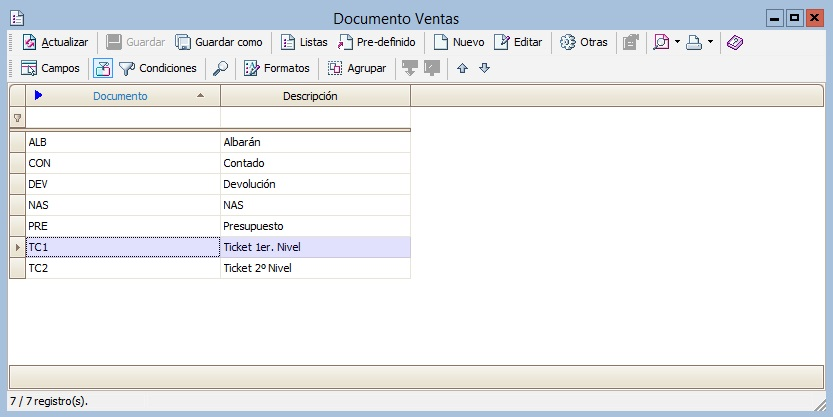 Documento Ventas
Actualizar Guardar Guardar como Listas Pre-definido Nuevo Editar Otras
Campos Condiciones Formatos Agrupar
Documento Descripción
ALB Albarán
CON Contado
DEV Devolución
NAS NAS
PRE Presupuesto
TC1 Ticket 1er. Nivel
TC2 Ticket 2º Nivel
7 / 7 registro(s).